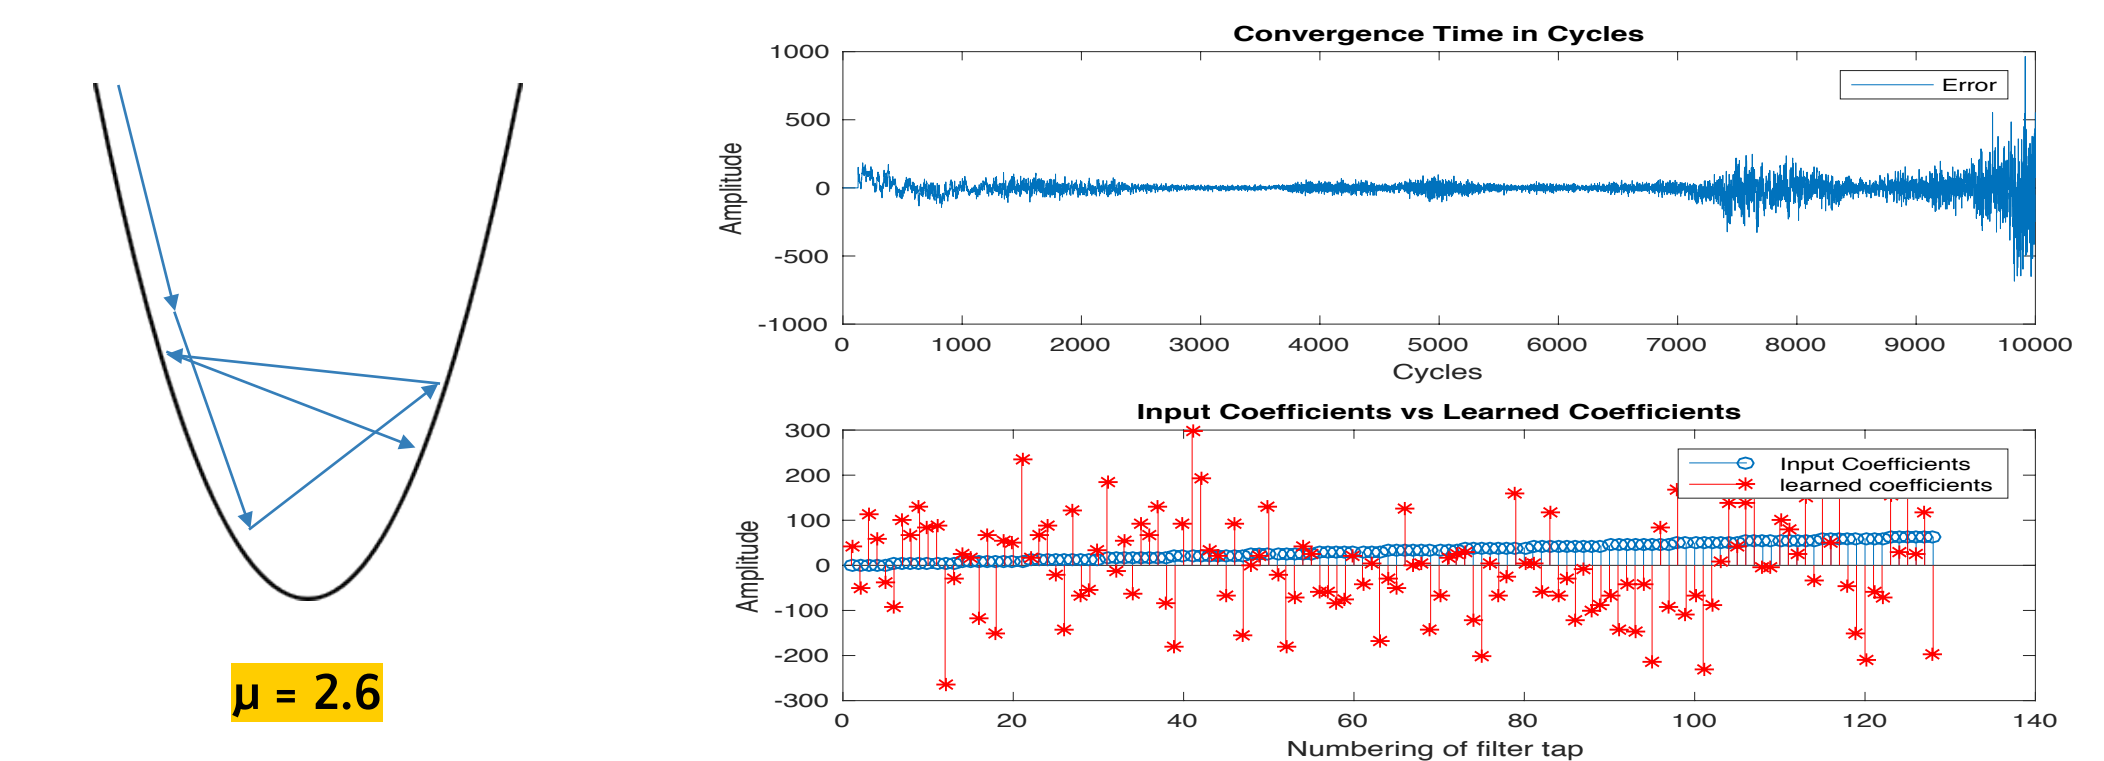 μ = 2.6
Convergence Time in Cycles
1000
500
0
-500
-1000
Amplitude
Error
0 1000 2000 3000 4000 5000 6000 7000 8000 9000 10000
Cycles
Input Coefficients vs Learned Coefficients
300
200
100
0
-100
-200
-300
Amplitude
Input Coefficients
learned coefficients
0 20 40 60 80 100 120 140
Numbering of filter tap